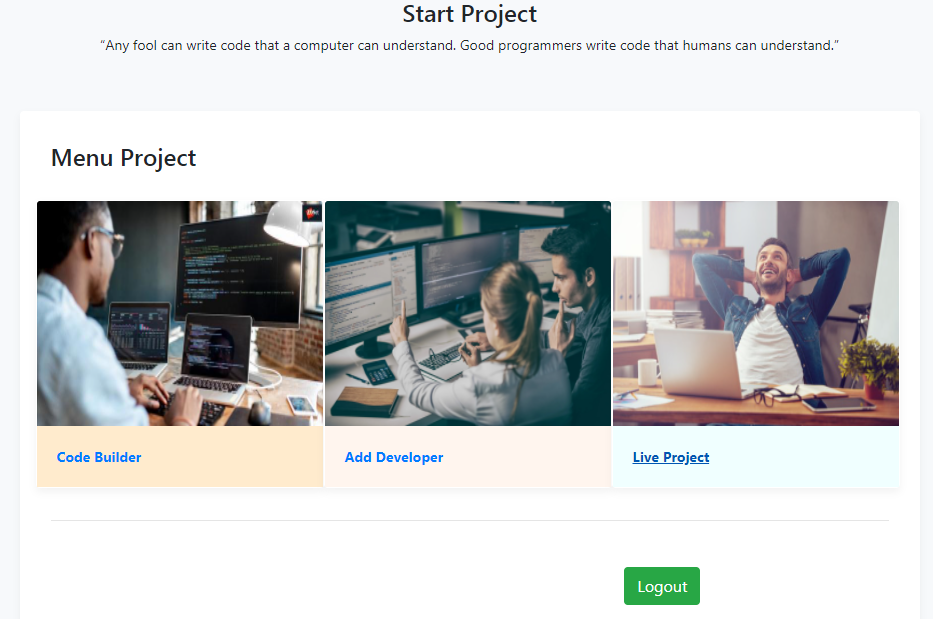 Start Project
“Any fool can write code that a computer can understand. Good programmers write code that humans can understand.”
Menu Project
Code Builder
Add Developer
Live Project
Logout